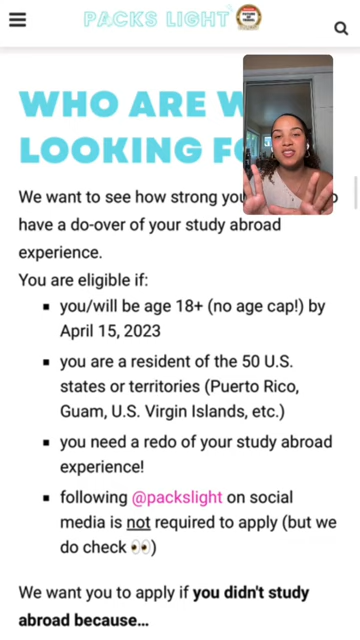 PACKS LIGHT
WHO ARE W
LOOKING FO
We want to see how strong you
have a do-over of your study abroad
experience.
You are eligible if:
▪ you/will be age 18+ (no age cap!) by
April 15, 2023
▪ you are a resident of the 50 U.S.
states or territories (Puerto Rico,
Guam, U.S. Virgin Islands, etc.)
▪ you need a redo of your study abroad
experience!
▪ following @packslight on social
media is not required to apply (but we
do check 👀)
We want you to apply if you didn't study
abroad because...